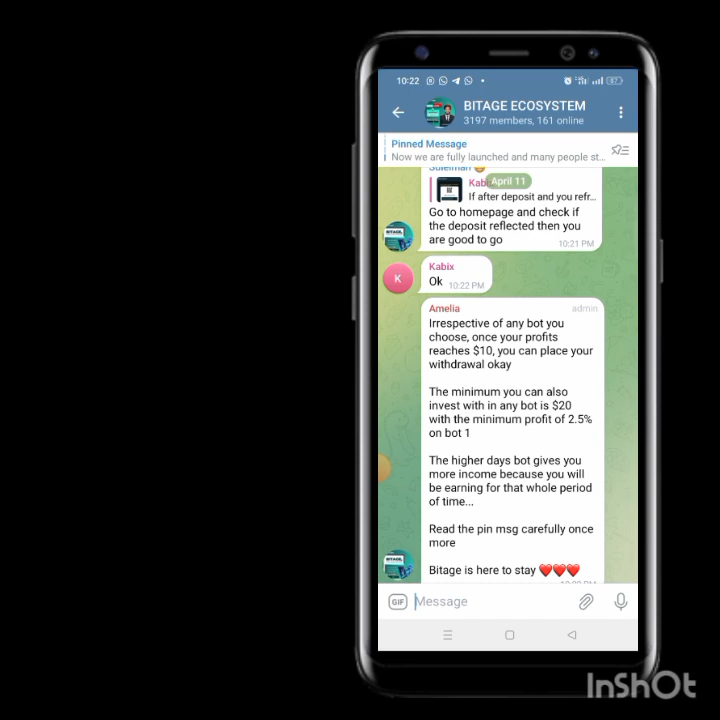 10:22
BITAGE ECOSYSTEM
3197 members, 161 online
Pinned Message
Now we are fully launched and many people st...
April 11
Suleiman
If after deposit and you refr...
Go to homepage and check if
the deposit reflected then you
are good to go
10:21 PM
Kabix
Ok 10:22 PM
K
Amelia admin
Irrespective of any bot you
choose, once your profits
reaches $10, you can place your
withdrawal okay
The minimum you can also
invest with in any bot is $20
with the minimum profit of 2.5%
on bot 1
The higher days bot gives you
more income because you will
be earning for that whole period
of time...
Read the pin msg carefully once
more
Bitage is here to stay ❤️❤️❤️
BITAGE
GIF Message
InShOt